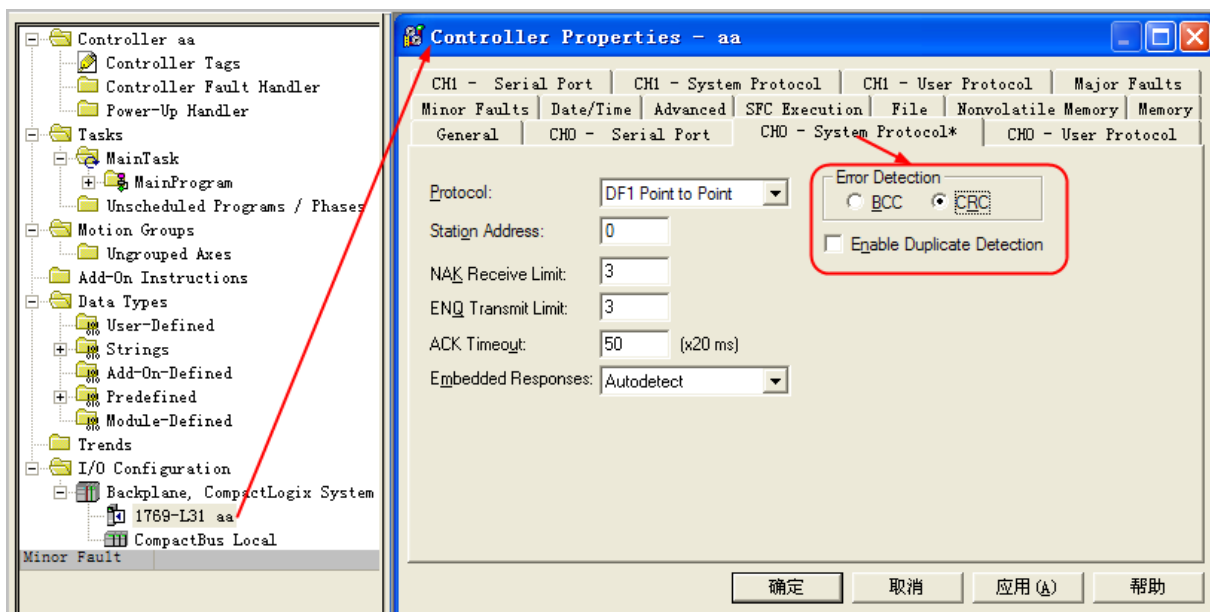 Controller aa
Controller Tags
Controller Fault Handler
Power-Up Handler
Tasks
MainTask
MainProgram
Unscheduled Programs / Phases
Motion Groups
Ungrouped Axes
Add-On Instructions
Data Types
User-Defined
Strings
Add-On-Defined
Predefined
Module-Defined
Trends
I/O Configuration
Backplane, CompactLogix System
1769-L31 aa
CompactBus Local
Minor Fault
Controller Properties - aa
CH1 - Serial Port CH1 - System Protocol CH1 - User Protocol Major Faults
Minor Faults Date/Time Advanced SFC Execution File Nonvolatile Memory Memory
General CH0 - Serial Port CH0 - System Protocol* CH0 - User Protocol
Protocol: DF1 Point to Point
Station Address: 0
NAK Receive Limit: 3
ENQ Transmit Limit: 3
ACK Timeout: 50 (x20 ms)
Embedded Responses: Autodetect
Error Detection
BCC CRC
Enable Duplicate Detection
确定 取消 应用(A) 帮助